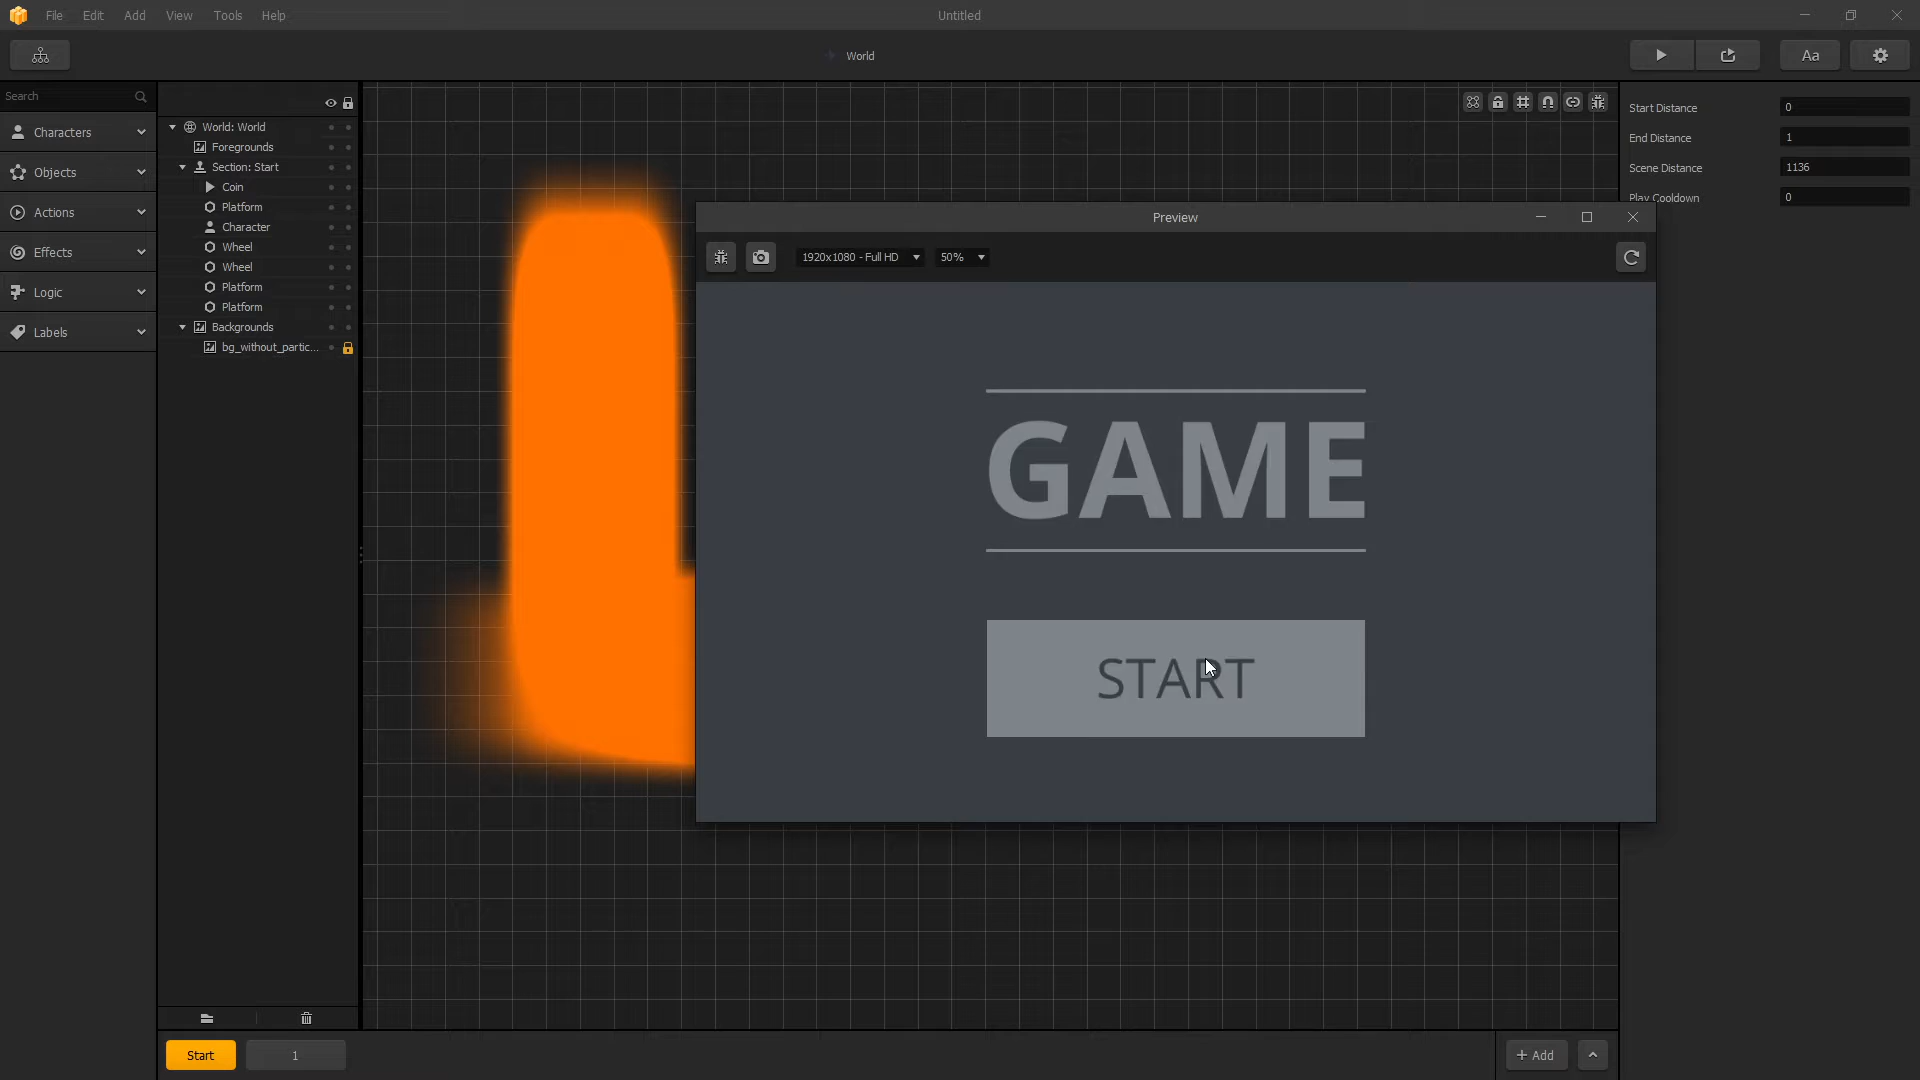 File Edit Add View Tools Help
Untitled
World
Aa
Search
Characters
Objects
Actions
Effects
Logic
Labels
World: World
Foregrounds
Section: Start
Coin
Platform
Character
Wheel
Wheel
Platform
Platform
Backgrounds
bg_without_partic...
Start Distance 0
End Distance 1
Scene Distance 1136
Play Cooldown 0
Preview
1920x1080 - Full HD 50%
GAME
START
Start 1
+ Add